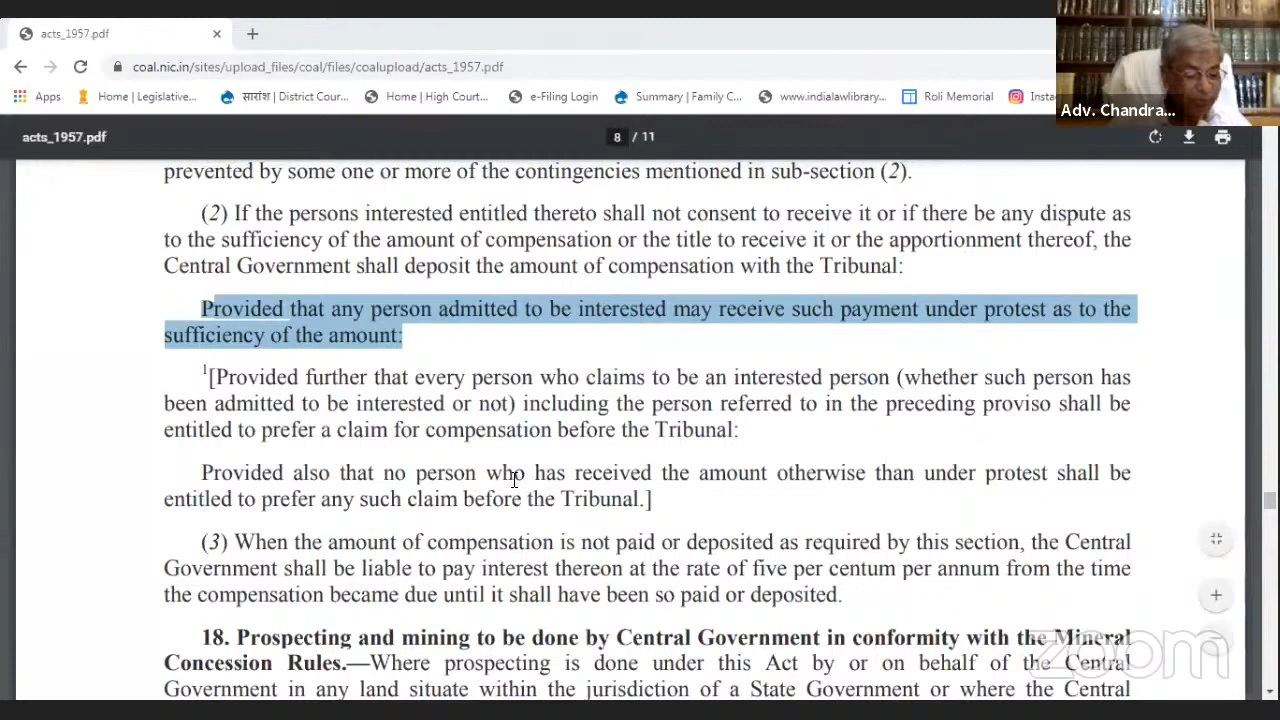 acts_1957.pdf
coal.nic.in/sites/upload_files/coal/files/coalupload/acts_1957.pdf
Apps Home | Legislative... सारांश | District Cour... Home | High Court... e-Filing Login Summary | Family C... www.indialawlibrary... Roli Memorial Insta
Adv. Chandra...
acts_1957.pdf 8 / 11
prevented by some one or more of the contingencies mentioned in sub-section (2).
(2) If the persons interested entitled thereto shall not consent to receive it or if there be any dispute as
to the sufficiency of the amount of compensation or the title to receive it or the apportionment thereof, the
Central Government shall deposit the amount of compensation with the Tribunal:
Provided that any person admitted to be interested may receive such payment under protest as to the
sufficiency of the amount:
1[Provided further that every person who claims to be an interested person (whether such person has
been admitted to be interested or not) including the person referred to in the preceding proviso shall be
entitled to prefer a claim for compensation before the Tribunal:
Provided also that no person who has received the amount otherwise than under protest shall be
entitled to prefer any such claim before the Tribunal.]
(3) When the amount of compensation is not paid or deposited as required by this section, the Central
Government shall be liable to pay interest thereon at the rate of five per centum per annum from the time
the compensation became due until it shall have been so paid or deposited.
18. Prospecting and mining to be done by Central Government in conformity with the Mineral
Concession Rules.—Where prospecting is done under this Act by or on behalf of the Central
Government in any land situate within the jurisdiction of a State Government or where the Central
zoom